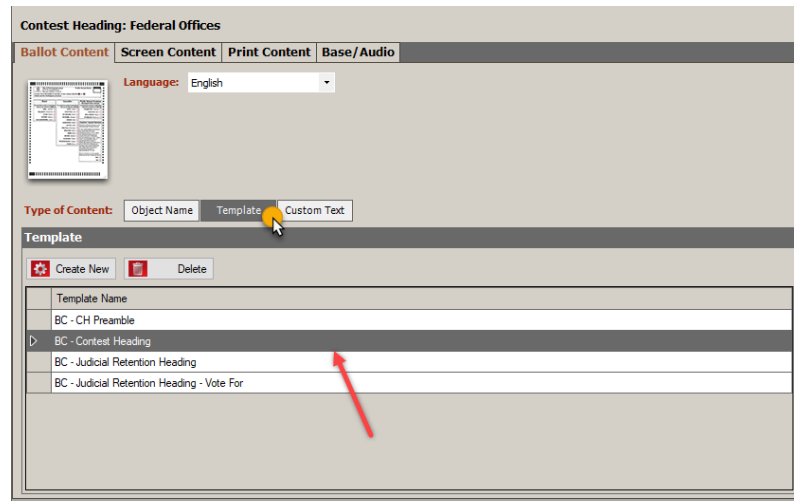 Contest Heading: Federal Offices
Ballot Content Screen Content Print Content Base/Audio
Language: English
Type of Content: Object Name Template Custom Text
Template
Create New Delete
Template Name
BC - CH Preamble
BC - Contest Heading
BC - Judicial Retention Heading
BC - Judicial Retention Heading - Vote For